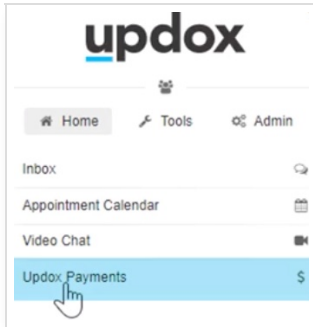 updox
Home Tools Admin
Inbox
Appointment Calendar
Video Chat
Updox Payments $